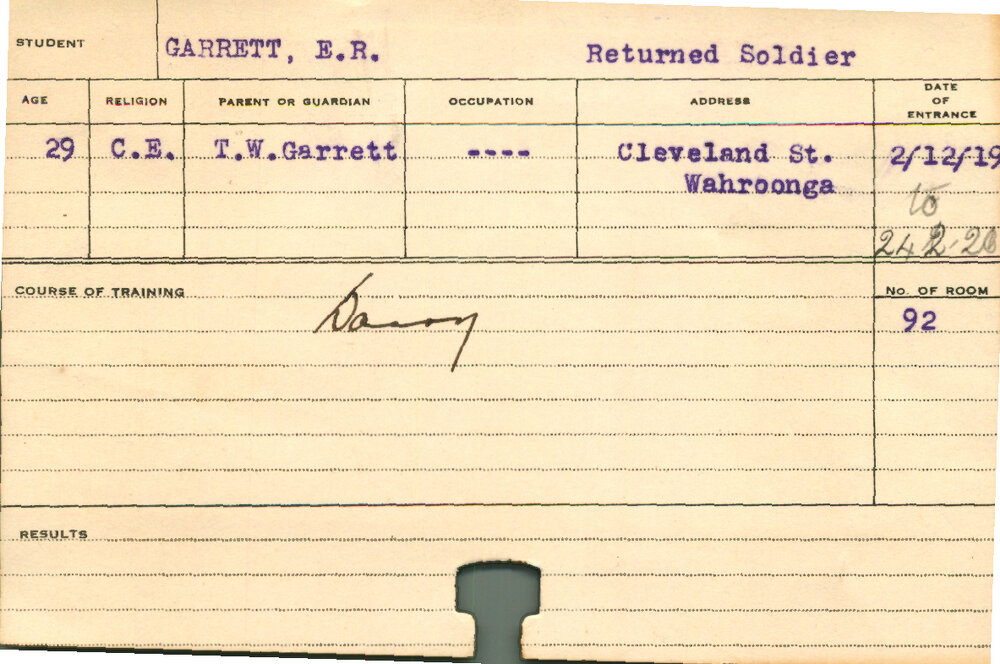 STUDENT GARRETT, E.R. Returned Soldier
AGE RELIGION PARENT OR GUARDIAN OCCUPATION ADDRESS DATE OF ENTRANCE
29 C.E. T.W.Garrett ---- Cleveland St. 2/12/19
Wahroonga to
24 2-20
COURSE OF TRAINING No. OF ROOM
Dairy 92
RESULTS